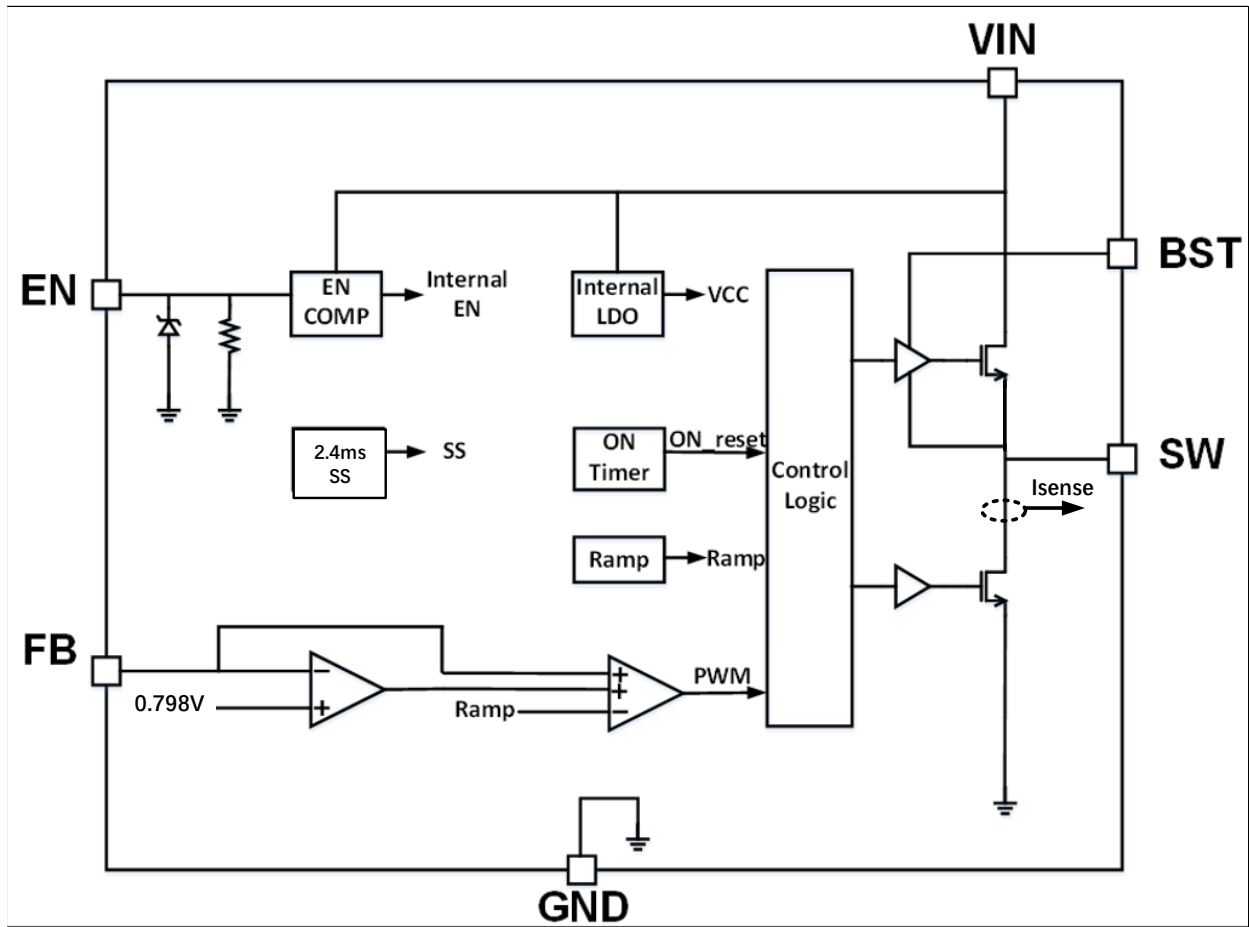 VIN
BST
EN
EN
COMP
Internal
EN
Internal
LDO
VCC
2.4ms
SS
SS
ON
Timer
ON_reset
Control
Logic
SW
Isense
Ramp
Ramp
FB
0.798V
−
+
Ramp
+
+
−
PWM
GND